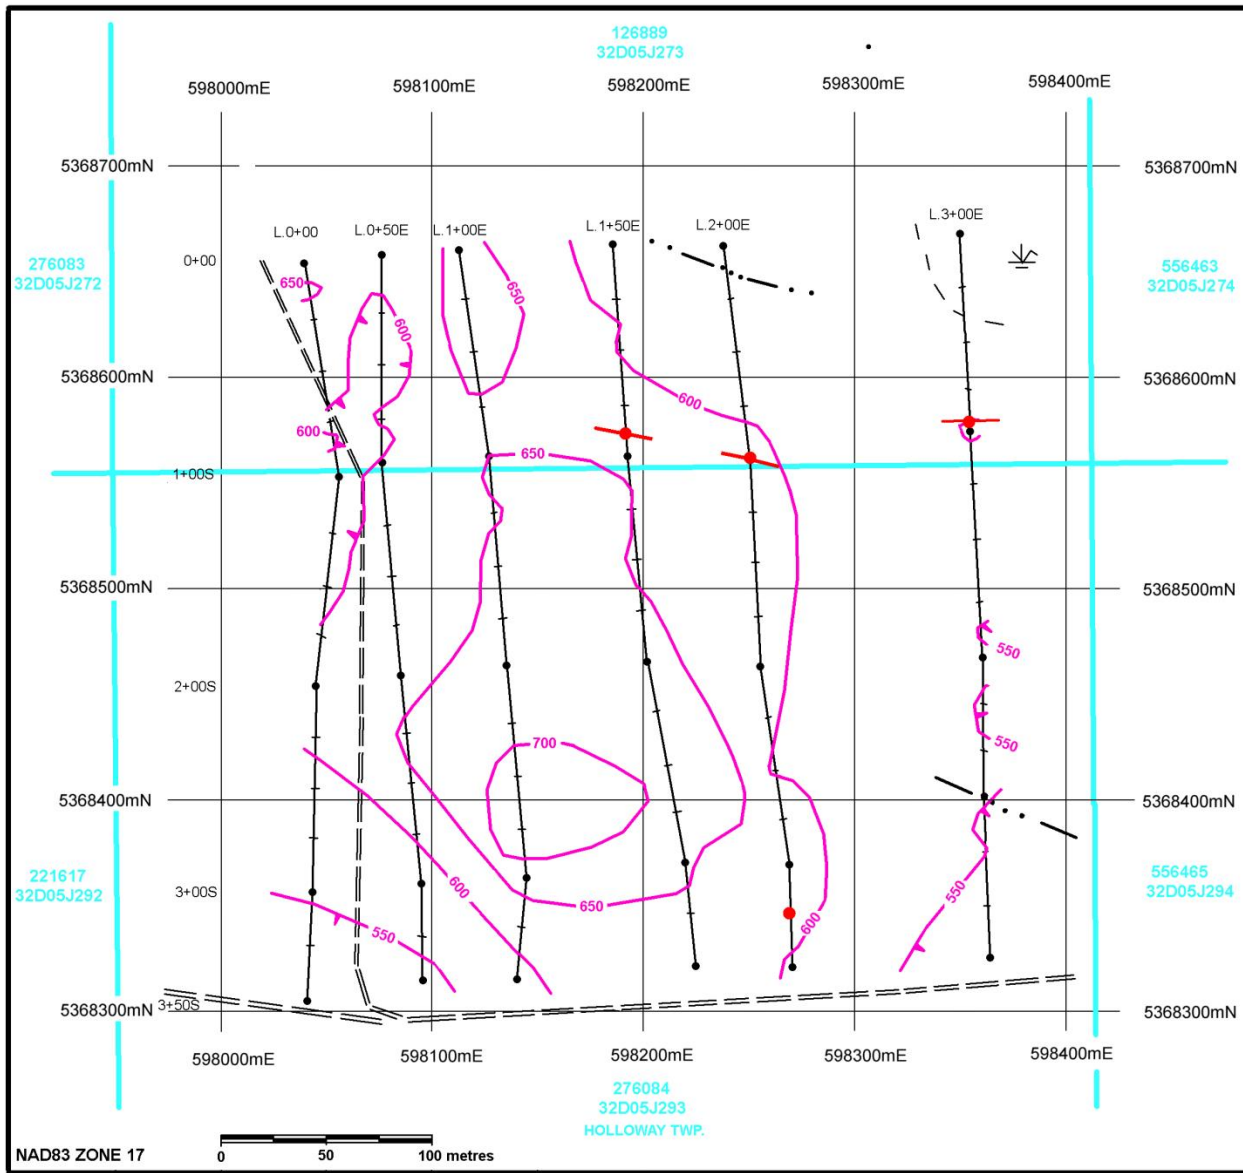 126889
32D05J273
598000mE
598100mE
598200mE
598300mE
598400mE
5368700mN
5368700mN
L.0+00
L.0+50E
L.1+00E
L.1+50E
L.2+00E
L.3+00E
0+00
276083
32D05J272
556463
32D05J274
650
650
600
5368600mN
5368600mN
600
600
650
1+00S
5368500mN
5368500mN
550
2+00S
700
550
5368400mN
5368400mN
221617
32D05J292
556465
32D05J294
3+00S
600
650
550
550
600
5368300mN
3+50S
5368300mN
598000mE
598100mE
598200mE
598300mE
598400mE
276084
32D05J293
HOLLOWAY TWP.
NAD83 ZONE 17
0
50
100 metres